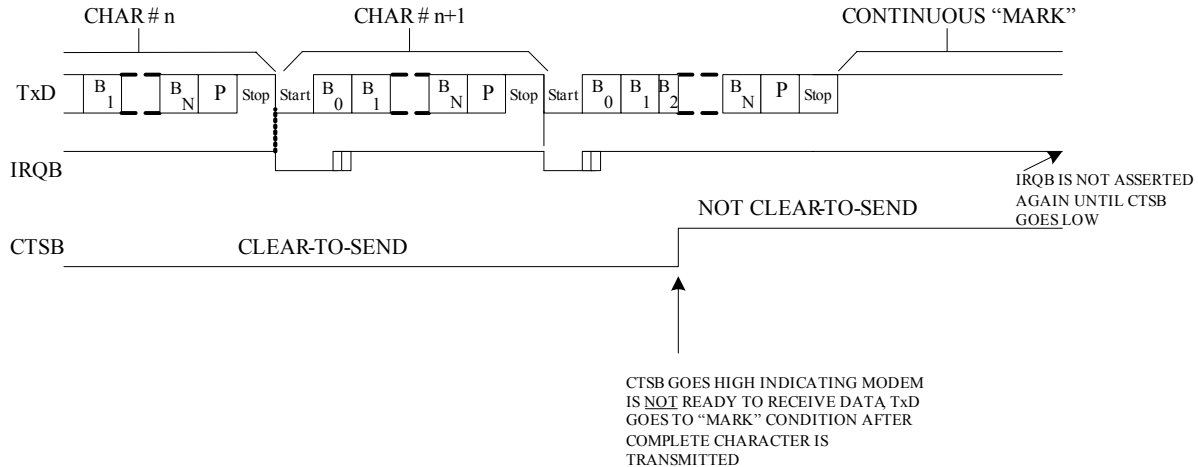 CHAR # n
CHAR # n+1
CONTINUOUS “MARK”
TxD
B1
BN
P
Stop
Start
B0
B1
BN
P
Stop
Start
B0
B1
B2
BN
P
Stop
IRQB
IRQB IS NOT ASSERTED
AGAIN UNTIL CTSB
GOES LOW
NOT CLEAR-TO-SEND
CTSB
CLEAR-TO-SEND
CTSB GOES HIGH INDICATING MODEM
IS NOT READY TO RECEIVE DATA, TxD
GOES TO “MARK” CONDITION AFTER
COMPLETE CHARACTER IS
TRANSMITTED